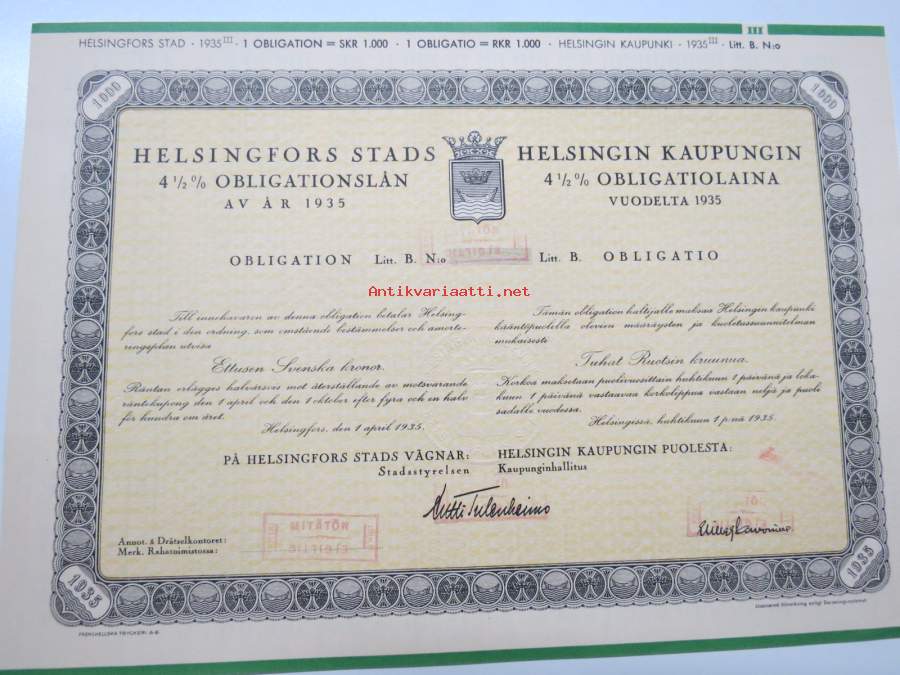 HELSINGFORS STAD · 1935 III · 1 OBLIGATION = SKR 1.000 · 1 OBLIGATIO = RKR 1.000 · HELSINGIN KAUPUNKI · 1935 III · Litt. B. N:o
III
1000
1000
HELSINGFORS STADS
4 1/2 % OBLIGATIONSLÅN
AV ÅR 1935
HELSINGIN KAUPUNGIN
4 1/2 % OBLIGATIOLAINA
VUODELTA 1935
OBLIGATION Litt. B. N:o
Litt. B. OBLIGATIO
Antikvariaatti.net
Till innehavaren av denna obligation betalar Helsing-
fors stad i den ordning, som omstående bestämmelser och amorte-
ringsplan utvisa
Ettusen Svenska kronor.
Räntan erlägges halvårsvis mot återställande av motsvarande
räntekupong den 1 april och den 1 oktober efter fyra och en halv
för hundra om året.
Helsingfors, den 1 april 1935.
Tämän obligation haltijalle maksaa Helsingin kaupunki
kääntöpuolella olevien määräysten ja kuoletussuunnitelman
mukaisesti
Tuhat Ruotsin kruunua.
Korkoa maksetaan puolivuosittain huhtikuun 1 päivänä ja loka-
kuun 1 päivänä vastaavaa korkolippua vastaan neljä ja puoli
sadalle vuodessa.
Helsingissä, huhtikuun 1 p:nä 1935.
PÅ HELSINGFORS STADS VÄGNAR:
Stadsstyrelsen
HELSINGIN KAUPUNGIN PUOLESTA:
Kaupunginhallitus
Antti Tulenheimo
Annot. å Drätselkontoret:
Merk. Rahatoimistossa:
1935
1935
FRENCKELLSKA TRYCKERI A-B